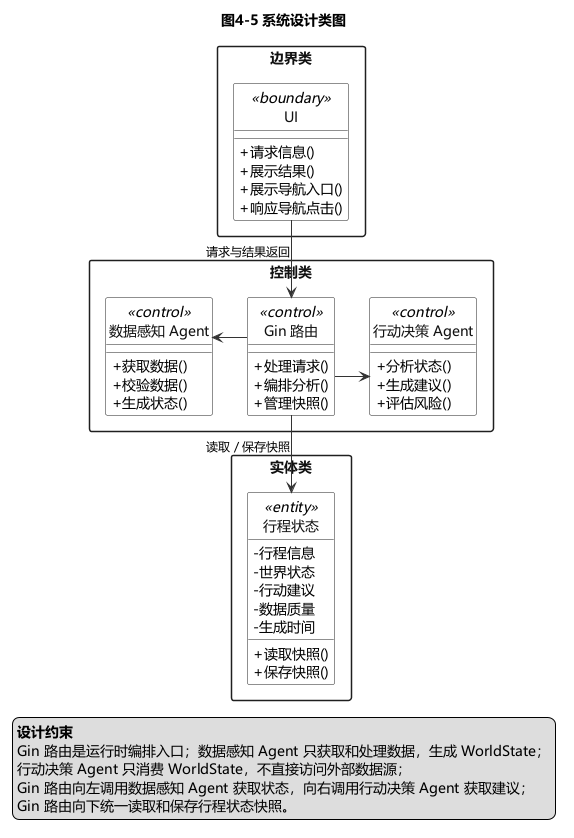 图4-5 系统设计类图
边界类
«boundary»
UI
+请求信息()
+展示结果()
+展示导航入口()
+响应导航点击()
请求与结果返回
控制类
«control»
数据感知 Agent
+获取数据()
+校验数据()
+生成状态()
«control»
Gin 路由
+处理请求()
+编排分析()
+管理快照()
«control»
行动决策 Agent
+分析状态()
+生成建议()
+评估风险()
读取 / 保存快照
实体类
«entity»
行程状态
-行程信息
-世界状态
-行动建议
-数据质量
-生成时间
+读取快照()
+保存快照()
设计约束
Gin 路由是运行时编排入口；数据感知 Agent 只获取和处理数据，生成 WorldState；
行动决策 Agent 只消费 WorldState，不直接访问外部数据源；
Gin 路由向左调用数据感知 Agent 获取状态，向右调用行动决策 Agent 获取建议；
Gin 路由向下统一读取和保存行程状态快照。